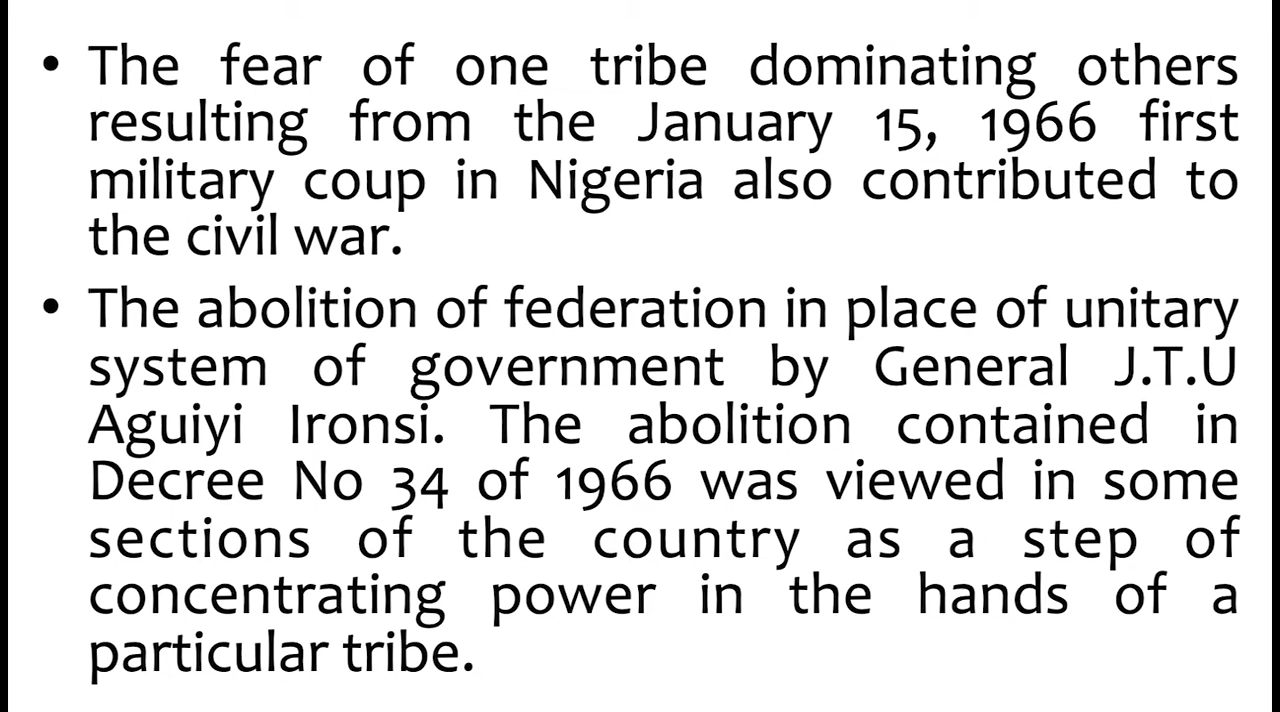 • The fear of one tribe dominating others
resulting from the January 15, 1966 first
military coup in Nigeria also contributed to
the civil war.
• The abolition of federation in place of unitary
system of government by General J.T.U
Aguiyi Ironsi. The abolition contained in
Decree No 34 of 1966 was viewed in some
sections of the country as a step of
concentrating power in the hands of a
particular tribe.